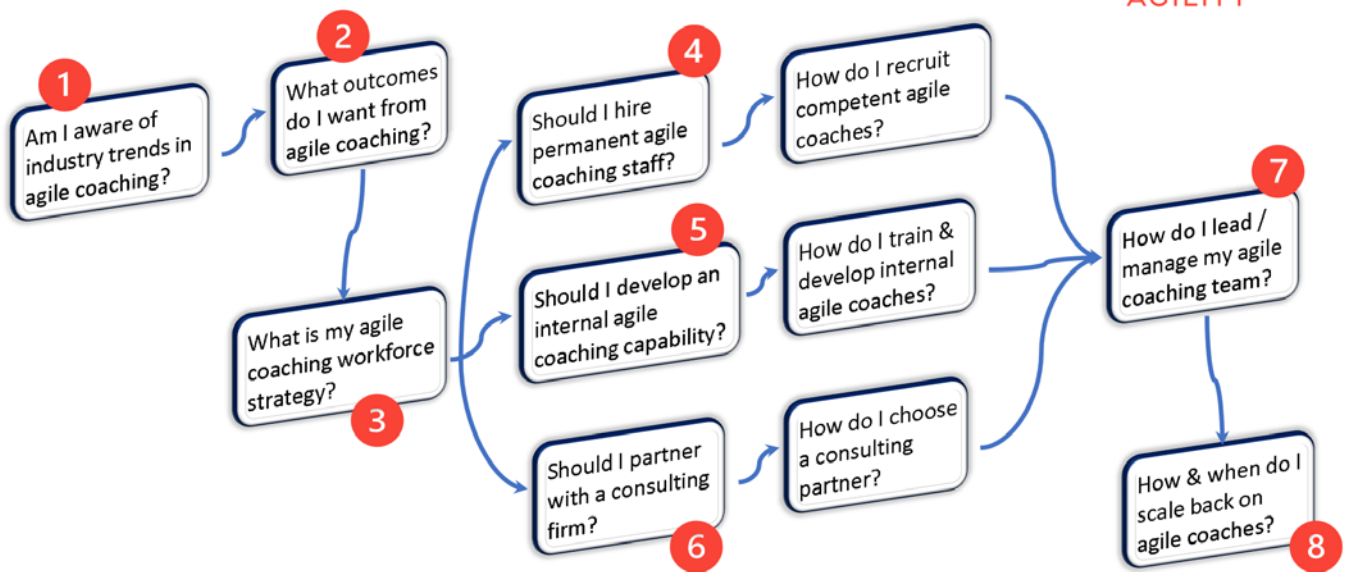 AGILITY
1
Am I aware of
industry trends in
agile coaching?
2
What outcomes
do I want from
agile coaching?
What is my agile
coaching workforce
strategy?
3
4
Should I hire
permanent agile
coaching staff?
How do I recruit
competent agile
coaches?
5
Should I develop an
internal agile
coaching capability?
How do I train &
develop internal
agile coaches?
Should I partner
with a consulting
firm?
6
How do I choose
a consulting
partner?
7
How do I lead /
manage my agile
coaching team?
How & when do I
scale back on
agile coaches?
8